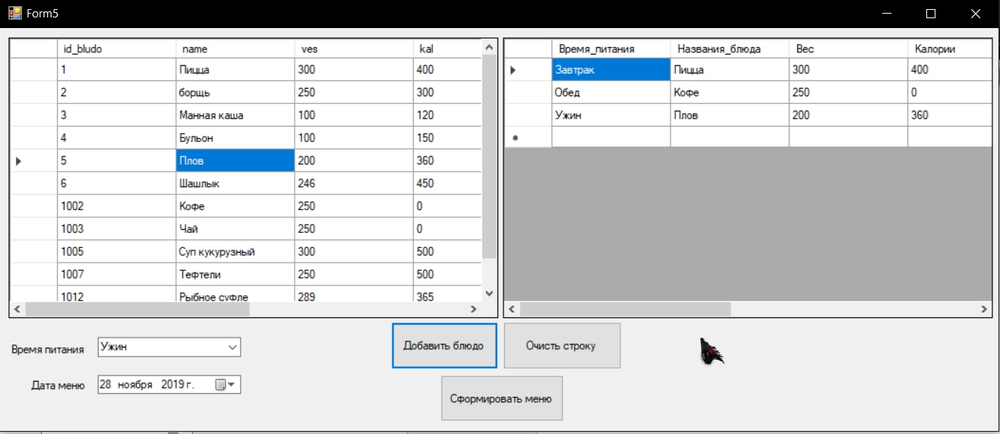 Form5
id_bludo name ves kal
1 Пицца 300 400
2 борщь 250 300
3 Манная каша 100 120
4 Бульон 100 150
5 Плов 200 360
6 Шашлык 246 450
1002 Кофе 250 0
1003 Чай 250 0
1005 Суп кукурузный 300 500
1007 Тефтели 250 500
1012 Рыбное суфле 289 365
Время_питания Названия_блюда Вес Калории
Завтрак Пицца 300 400
Обед Кофе 250 0
Ужин Плов 200 360
Добавить блюдо Очисть строку
Время питания Ужин
Дата меню 28 ноября 2019 г.
Сформировать меню